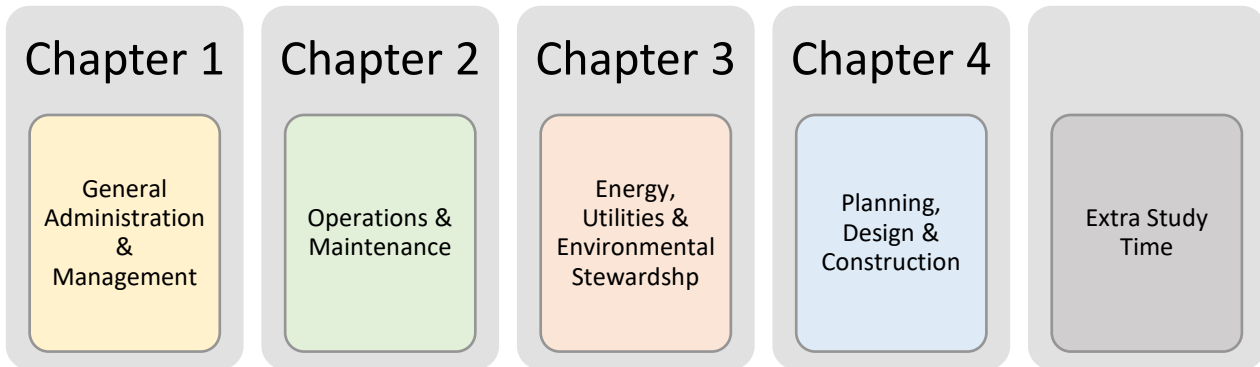 Chapter 1
General
Administration
&
Management
Chapter 2
Operations &
Maintenance
Chapter 3
Energy,
Utilities &
Environmental
Stewardshp
Chapter 4
Planning,
Design &
Construction
Extra Study
Time